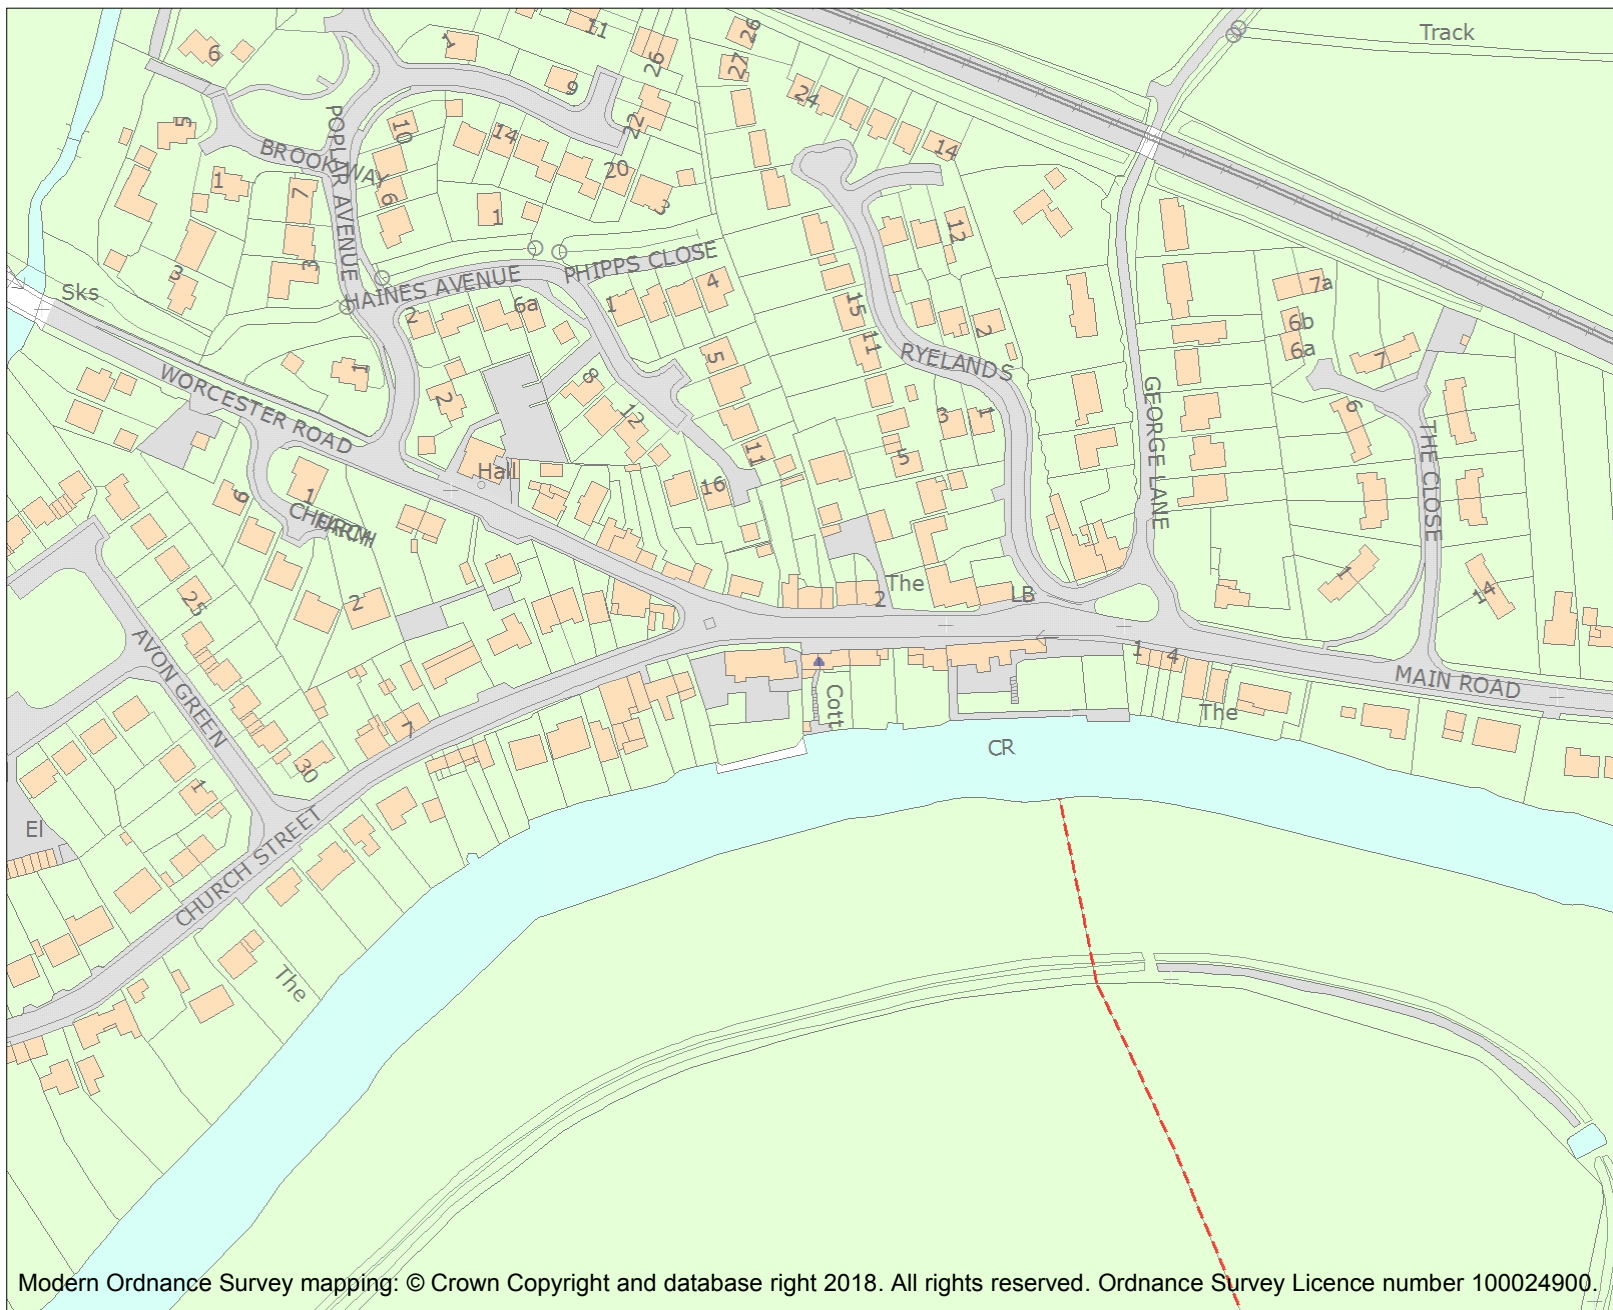 Track
11
26
1
6
26
27
9
24
22
5
10
14
14
POPLAR AVENUE
BROOKWAY
20
1
7
6
1
3
12
3
3
PHIPPS CLOSE
HAINES AVENUE
4
7a
Sks
2
6a
1
15
2
6b
11
6a
RYELANDS
7
5
1
WORCESTER ROAD
8
2
GEORGE LANE
6
12
3
1
THE CLOSE
11
5
Hall
16
1
6
CHURCH
The
1
LB
2
14
25
2
AVON GREEN
1
4
MAIN ROAD
Cott
The
7
CR
30
1
El
CHURCH STREET
The
Modern Ordnance Survey mapping: © Crown Copyright and database right 2018. All rights reserved. Ordnance Survey Licence number 100024900.